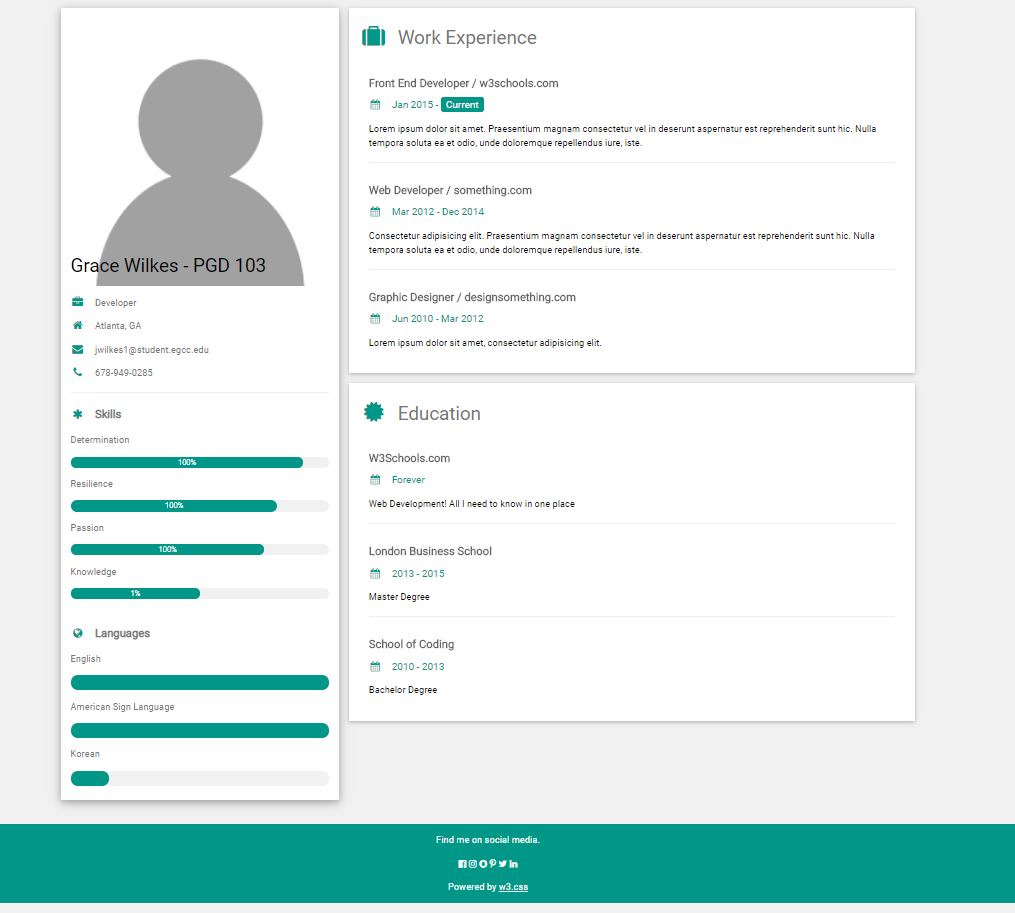 Grace Wilkes - PGD 103
Developer
Atlanta, GA
jwilkes1@student.egcc.edu
678-949-0285
Skills
Determination
100%
Resilience
100%
Passion
100%
Knowledge
1%
Languages
English
American Sign Language
Korean
Work Experience
Front End Developer / w3schools.com
Jan 2015 - Current
Lorem ipsum dolor sit amet. Praesentium magnam consectetur vel in deserunt aspernatur est reprehenderit sunt hic. Nulla
tempora soluta ea et odio, unde doloremque repellendus iure, iste.
Web Developer / something.com
Mar 2012 - Dec 2014
Consectetur adipisicing elit. Praesentium magnam consectetur vel in deserunt aspernatur est reprehenderit sunt hic. Nulla
tempora soluta ea et odio, unde doloremque repellendus iure, iste.
Graphic Designer / designsomething.com
Jun 2010 - Mar 2012
Lorem ipsum dolor sit amet, consectetur adipisicing elit.
Education
W3Schools.com
Forever
Web Development! All I need to know in one place
London Business School
2013 - 2015
Master Degree
School of Coding
2010 - 2013
Bachelor Degree
Find me on social media.
Powered by w3.css